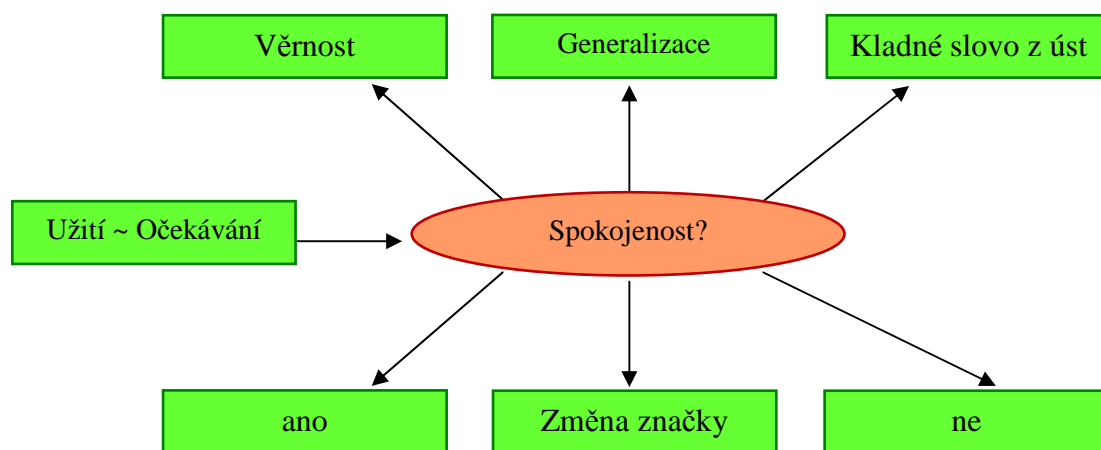 Věrnost
Generalizace
Kladné slovo z úst
Užití ~ Očekávání
Spokojenost?
ano
Změna značky
ne